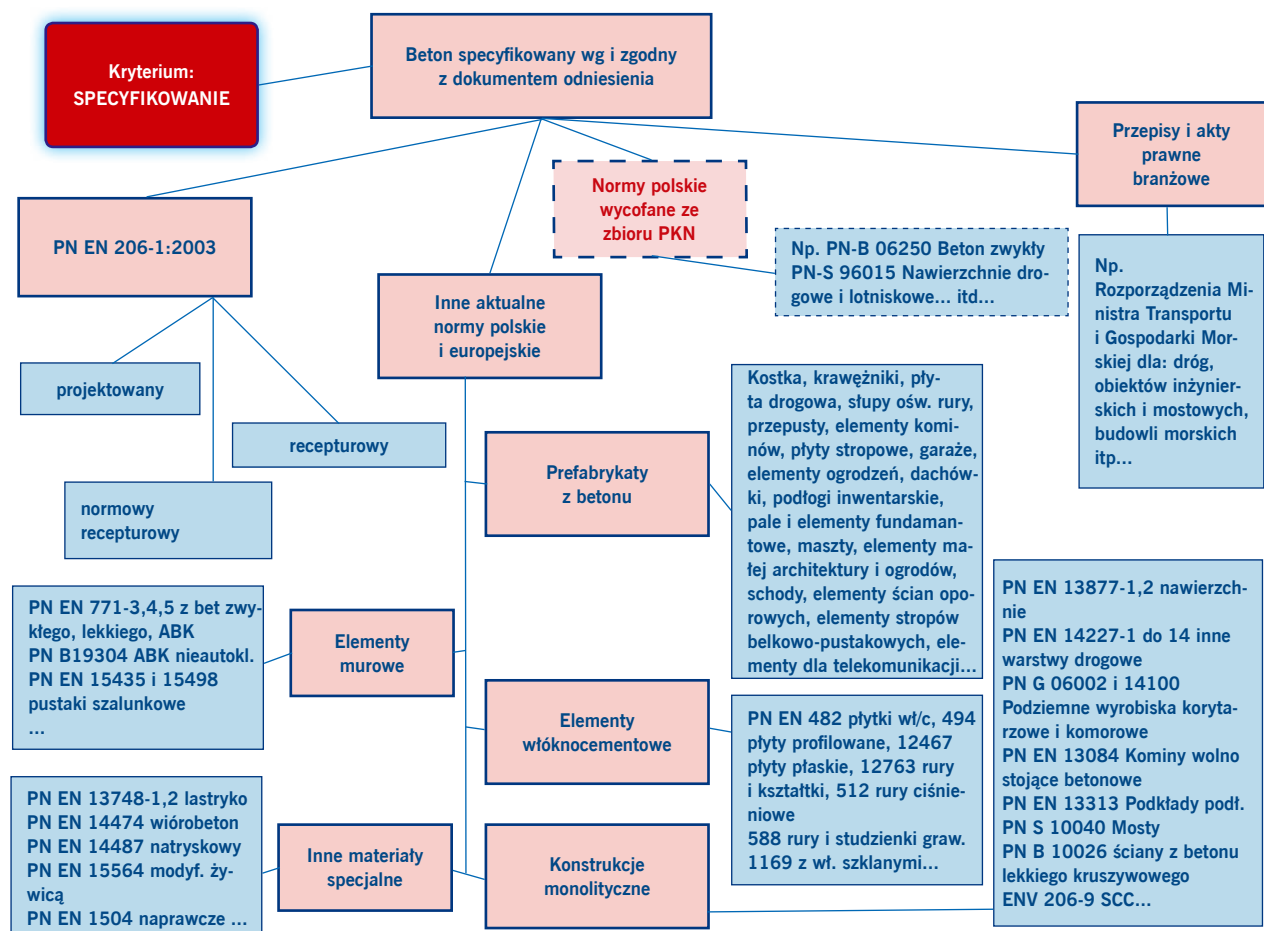 Kryterium:
SPECYFIKOWANIE
Beton specyfikowany wg i zgodny
z dokumentem odniesienia
Przepisy i akty
prawne
branżowe
Normy polskie
wycofane ze
zbioru PKN
PN EN 206-1:2003
Np. PN-B 06250 Beton zwykły
PN-S 96015 Nawierzchnie dro-
gowe i lotniskowe... itd...
Np.
Rozporządzenia Mi-
nistra Transportu
i Gospodarki Mor-
skiej dla: dróg,
obiektów inżynier-
skich i mostowych,
budowli morskich
itp...
Inne aktualne
normy polskie
i europejskie
projektowany
recepturowy
normowy
recepturowy
Kostka, krawężniki, pły-
ta drogowa, słupy ośw. rury,
przepusty, elementy komi-
nów, płyty stropowe, garaże,
elementy ogrodzeń, dachów-
ki, podłogi inwentarskie,
pale i elementy fundaman-
towe, maszty, elementy ma-
łej architektury i ogrodów,
schody, elementy ścian opo-
rowych, elementy stropów
belkowo-pustakowych, ele-
menty dla telekomunikacji...
Prefabrykaty
z betonu
PN EN 771-3,4,5 z bet zwy-
kłego, lekkiego, ABK
PN B19304 ABK nieautokl.
PN EN 15435 i 15498
pustaki szalunkowe
...
Elementy
murowe
PN EN 13877-1,2 nawierzch-
nie
PN EN 14227-1 do 14 inne
warstwy drogowe
PN G 06002 i 14100
Podziemne wyrobiska koryta-
rzowe i komorowe
PN EN 13084 Kominy wolno
stojące betonowe
PN EN 13313 Podkłady podł.
PN S 10040 Mosty
PN B 10026 ściany z betonu
lekkiego kruszywowego
ENV 206-9 SCC...
Elementy
włóknocementowe
PN EN 482 płytki wł/c, 494
płyty profilowane, 12467
płyty płaskie, 12763 rury
i kształtki, 512 rury ciśnie-
niowe
588 rury i studzienki graw.
1169 z wł. szklanymi...
PN EN 13748-1,2 lastryko
PN EN 14474 wiórobeton
PN EN 14487 natryskowy
PN EN 15564 modyf. ży-
wicą
PN EN 1504 naprawcze ...
Inne materiały
specjalne
Konstrukcje
monolityczne